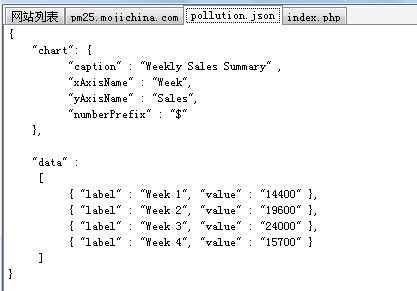 网站列表 pm25.mojichina.com pollution.json index.php
{
"chart": {
"caption" : "Weekly Sales Summary" ,
"xAxisName" : "Week",
"yAxisName" : "Sales",
"numberPrefix" : "$"
},
"data" :
[
{ "label" : "Week 1", "value" : "14400" },
{ "label" : "Week 2", "value" : "19600" },
{ "label" : "Week 3", "value" : "24000" },
{ "label" : "Week 4", "value" : "15700" }
]
}